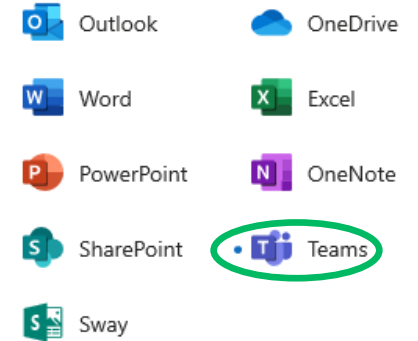 Outlook OneDrive
Word Excel
PowerPoint OneNote
SharePoint Teams
Sway